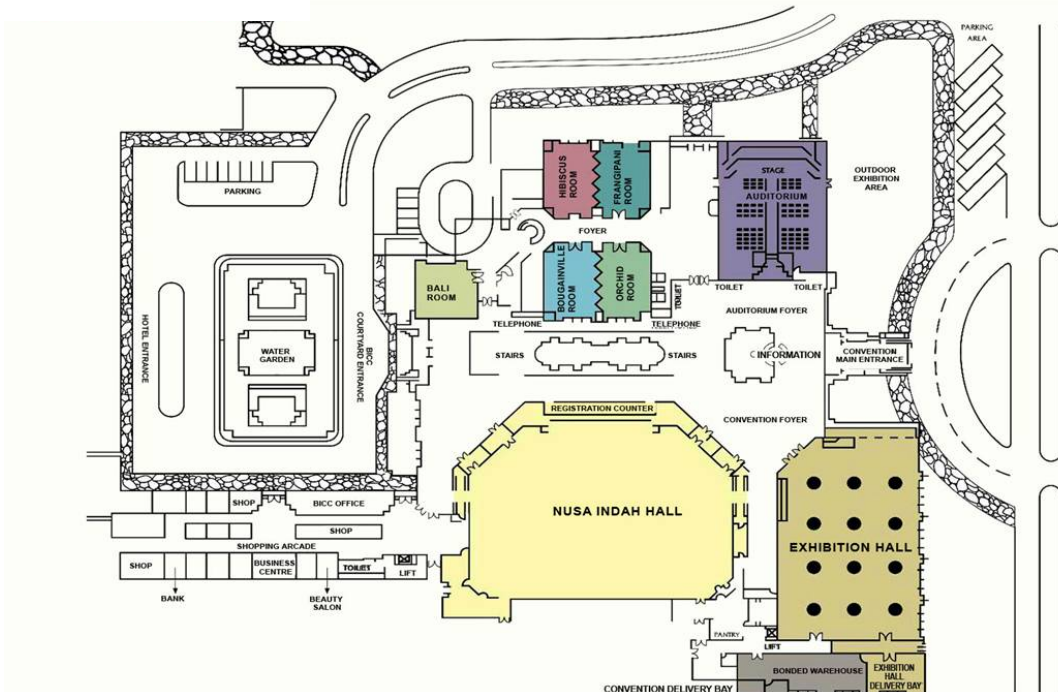 PARKING
AREA
HIBISCUS
ROOM
FRANGIPANI
ROOM
STAGE
AUDITORIUM
OUTDOOR
EXHIBITION
AREA
PARKING
FOYER
BALI
ROOM
BOUGAINVILLE
ROOM
ORCHID
ROOM
TOILET
TOILET
TOILET
HOTEL ENTRANCE
WATER
GARDEN
BICC
COURTYARD ENTRANCE
TELEPHONE
TELEPHONE
AUDITORIUM FOYER
STAIRS
STAIRS
INFORMATION
CONVENTION
MAIN ENTRANCE
REGISTRATION COUNTER
CONVENTION FOYER
SHOP
BICC OFFICE
NUSA INDAH HALL
SHOP
EXHIBITION HALL
SHOPPING ARCADE
SHOP
BUSINESS
CENTRE
TOILET
LIFT
BANK
BEAUTY
SALON
PANTRY
LIFT
BONDED WAREHOUSE
EXHIBITION
HALL
DELIVERY BAY
CONVENTION DELIVERY BAY